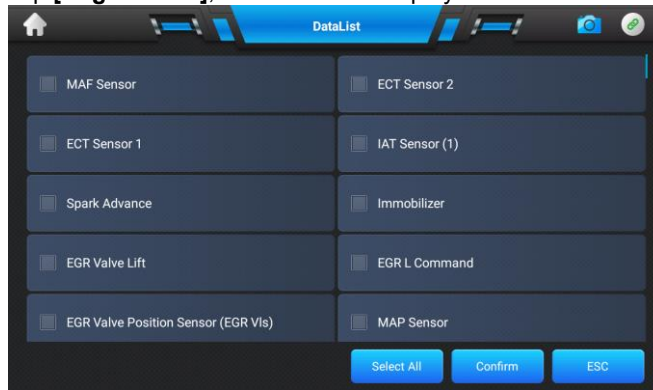 DataList
MAF Sensor
ECT Sensor 2
ECT Sensor 1
IAT Sensor (1)
Spark Advance
Immobilizer
EGR Valve Lift
EGR L Command
EGR Valve Position Sensor (EGR Vls)
MAP Sensor
Select All
Confirm
ESC